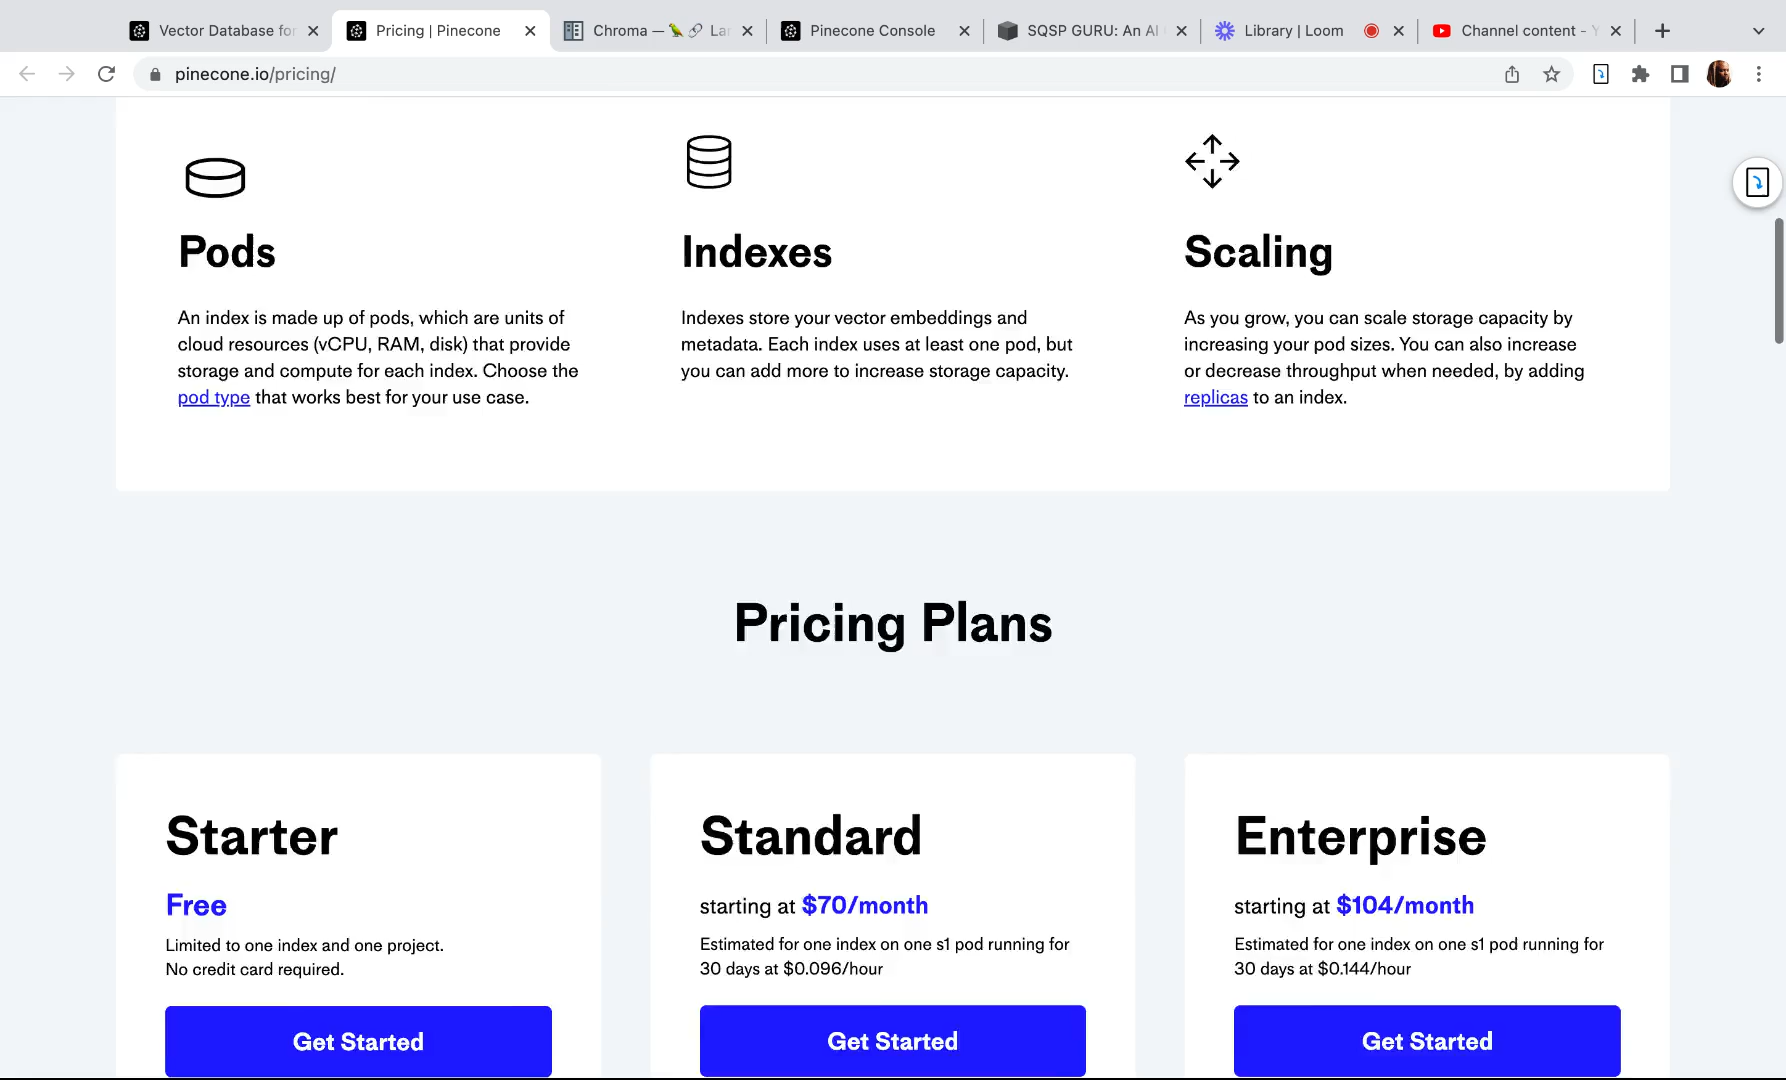 Vector Database for
Pricing | Pinecone
Chroma — 🦜🔗 La
Pinecone Console
SQSP GURU: An AI
Library | Loom
Channel content - Y
pinecone.io/pricing/
Pods
Indexes
Scaling
An index is made up of pods, which are units of
cloud resources (vCPU, RAM, disk) that provide
storage and compute for each index. Choose the
pod type that works best for your use case.
Indexes store your vector embeddings and
metadata. Each index uses at least one pod, but
you can add more to increase storage capacity.
As you grow, you can scale storage capacity by
increasing your pod sizes. You can also increase
or decrease throughput when needed, by adding
replicas to an index.
Pricing Plans
Starter
Free
Limited to one index and one project.
No credit card required.
Get Started
Standard
starting at $70/month
Estimated for one index on one s1 pod running for
30 days at $0.096/hour
Get Started
Enterprise
starting at $104/month
Estimated for one index on one s1 pod running for
30 days at $0.144/hour
Get Started